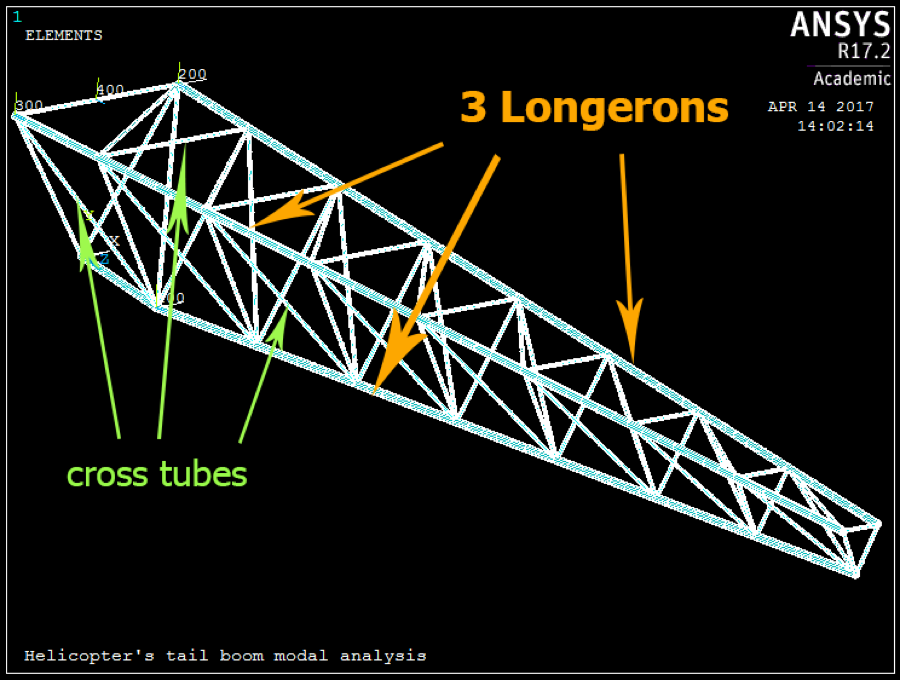 1
ELEMENTS
ANSYS
R17.2
Academic
APR 14 2017
14:02:14
200
400
300
3 Longerons
Y
X
Z
cross tubes
Helicopter's tail boom modal analysis